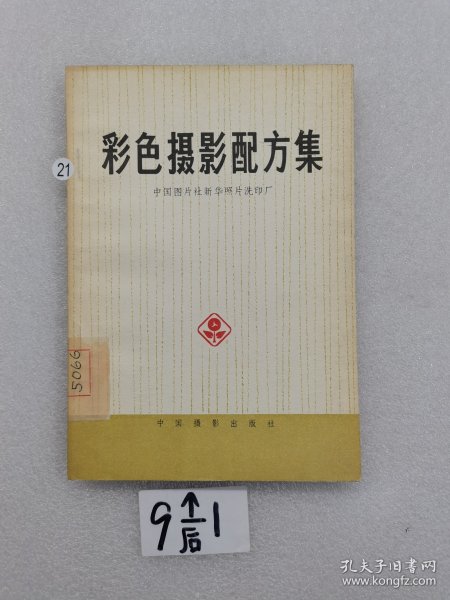 彩色摄影配方集
21
中国图片社新华照片洗印厂
5066
中国摄影出版社
9↑1
后
孔夫子旧书网
www.kongfz.com